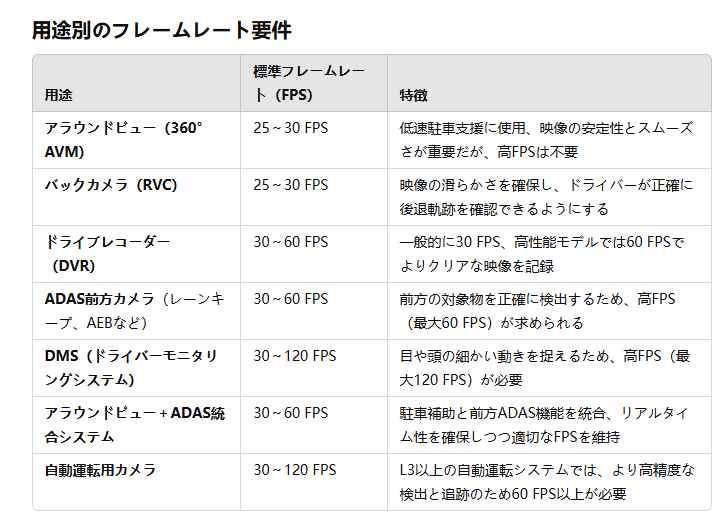 用途別のフレームレート要件
用途
標準フレームレー
ト（FPS）
特徴
アラウンドビュー（360°
AVM）
25～30 FPS
低速駐車支援に使用、映像の安定性とスムーズ
さが重要だが、高FPSは不要
バックカメラ（RVC）
25～30 FPS
映像の滑らかさを確保し、ドライバーが正確に
後退軌跡を確認できるようにする
ドライブレコーダー
（DVR）
30～60 FPS
一般的に30 FPS、高性能モデルでは60 FPSで
よりクリアな映像を記録
ADAS前方カメラ（レーンキ
ープ、AEBなど）
30～60 FPS
前方の対象物を正確に検出するため、高FPS
（最大60 FPS）が求められる
DMS（ドライバーモニタリ
ングシステム）
30～120 FPS
目や頭の細かい動きを捉えるため、高FPS（最
大120 FPS）が必要
アラウンドビュー＋ADAS統
合システム
30～60 FPS
駐車補助と前方ADAS機能を統合、リアルタイ
ム性を確保しつつ適切なFPSを維持
自動運転用カメラ
30～120 FPS
L3以上の自動運転システムでは、より高精度な
検出と追跡のため60 FPS以上が必要